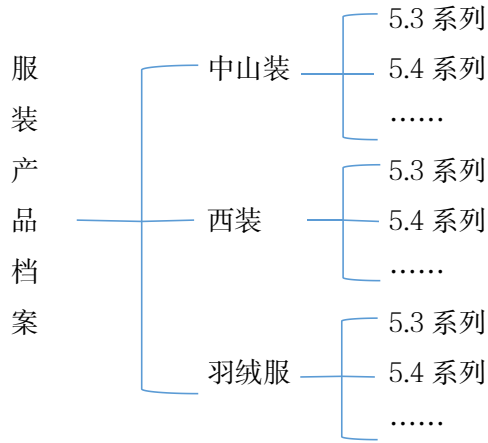 服装产品档案
中山装
5.3 系列
5.4 系列
……
西装
5.3 系列
5.4 系列
……
羽绒服
5.3 系列
5.4 系列
……